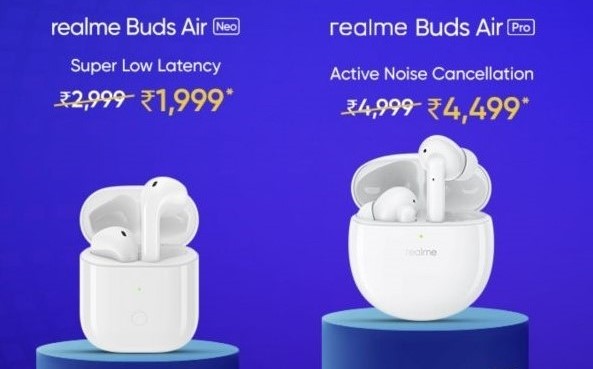 realme Buds Air Neo
Super Low Latency
₹2,999 ₹1,999*
realme Buds Air Pro
Active Noise Cancellation
₹4,999 ₹4,499*
realme